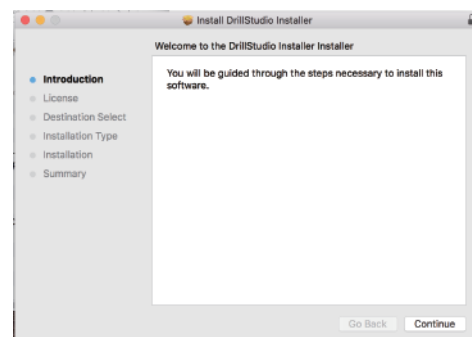 Install DrillStudio Installer
Welcome to the DrillStudio Installer Installer
Introduction
License
Destination Select
Installation Type
Installation
Summary
You will be guided through the steps necessary to install this
software.
Go Back
Continue